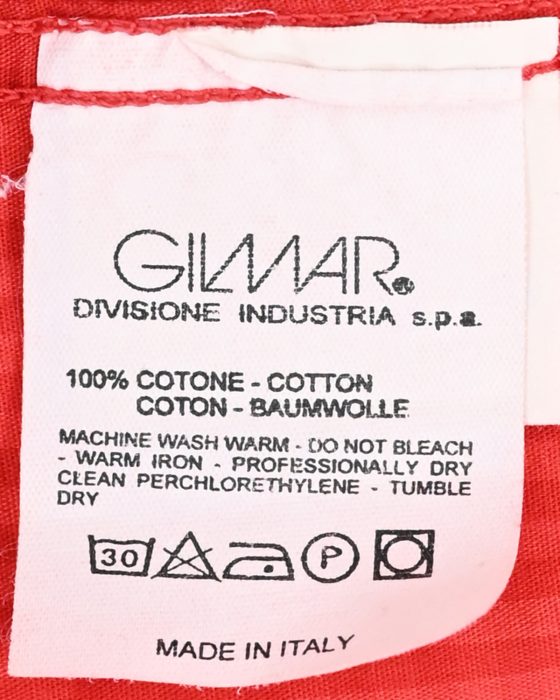 GILMAR®
DIVISIONE INDUSTRIA s.p.a.
100% COTONE - COTTON
COTON - BAUMWOLLE
MACHINE WASH WARM - DO NOT BLEACH
- WARM IRON - PROFESSIONALLY DRY
CLEAN PERCHLORETHYLENE - TUMBLE
DRY
30 P
MADE IN ITALY